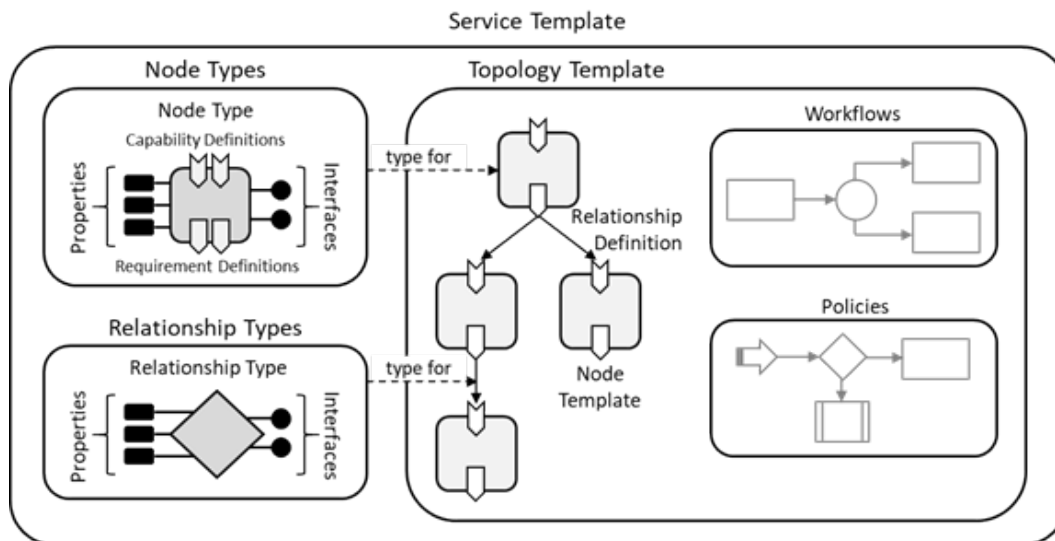 Service Template
Node Types
Node Type
Capability Definitions
Properties
Interfaces
Requirement Definitions
Relationship Types
Relationship Type
Properties
Interfaces
Topology Template
type for
Relationship
Definition
type for
Node
Template
Workflows
Policies